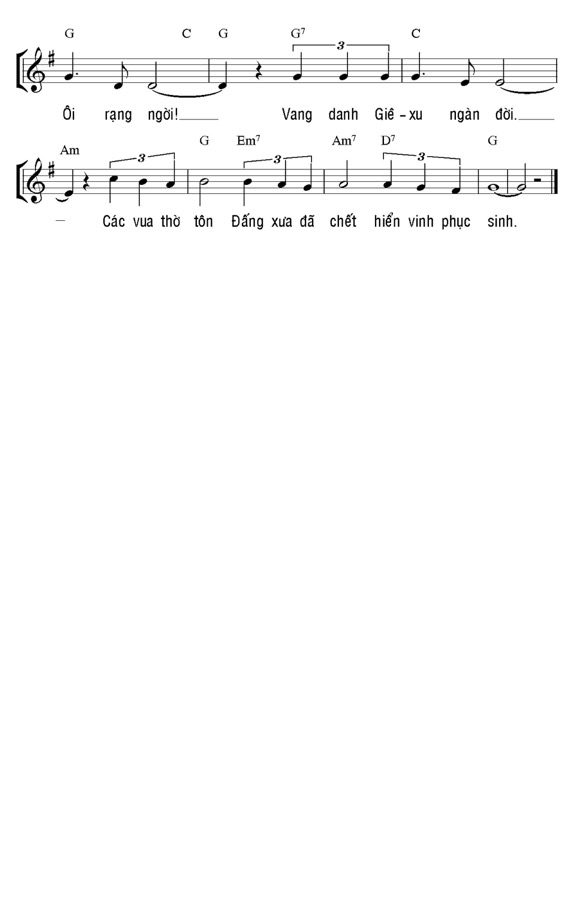 G C G G7 C
3
Ôi rạng ngời! Vang danh Giê-xu ngàn đời.
Am G Em7 Am7 D7 G
3 3 3
Các vua thờ tôn Đấng xưa đã chết hiển vinh phục sinh.